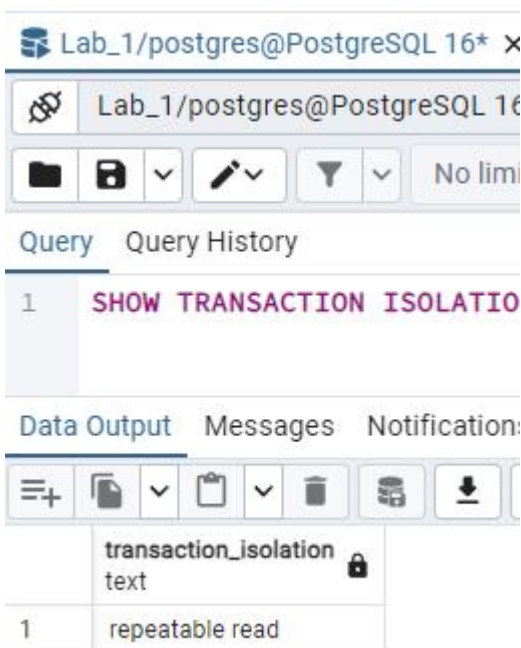 Lab_1/postgres@PostgreSQL 16*
Lab_1/postgres@PostgreSQL 16
No limi
Query Query History
1 SHOW TRANSACTION ISOLATIO
Data Output Messages Notifications
transaction_isolation
text
1 repeatable read